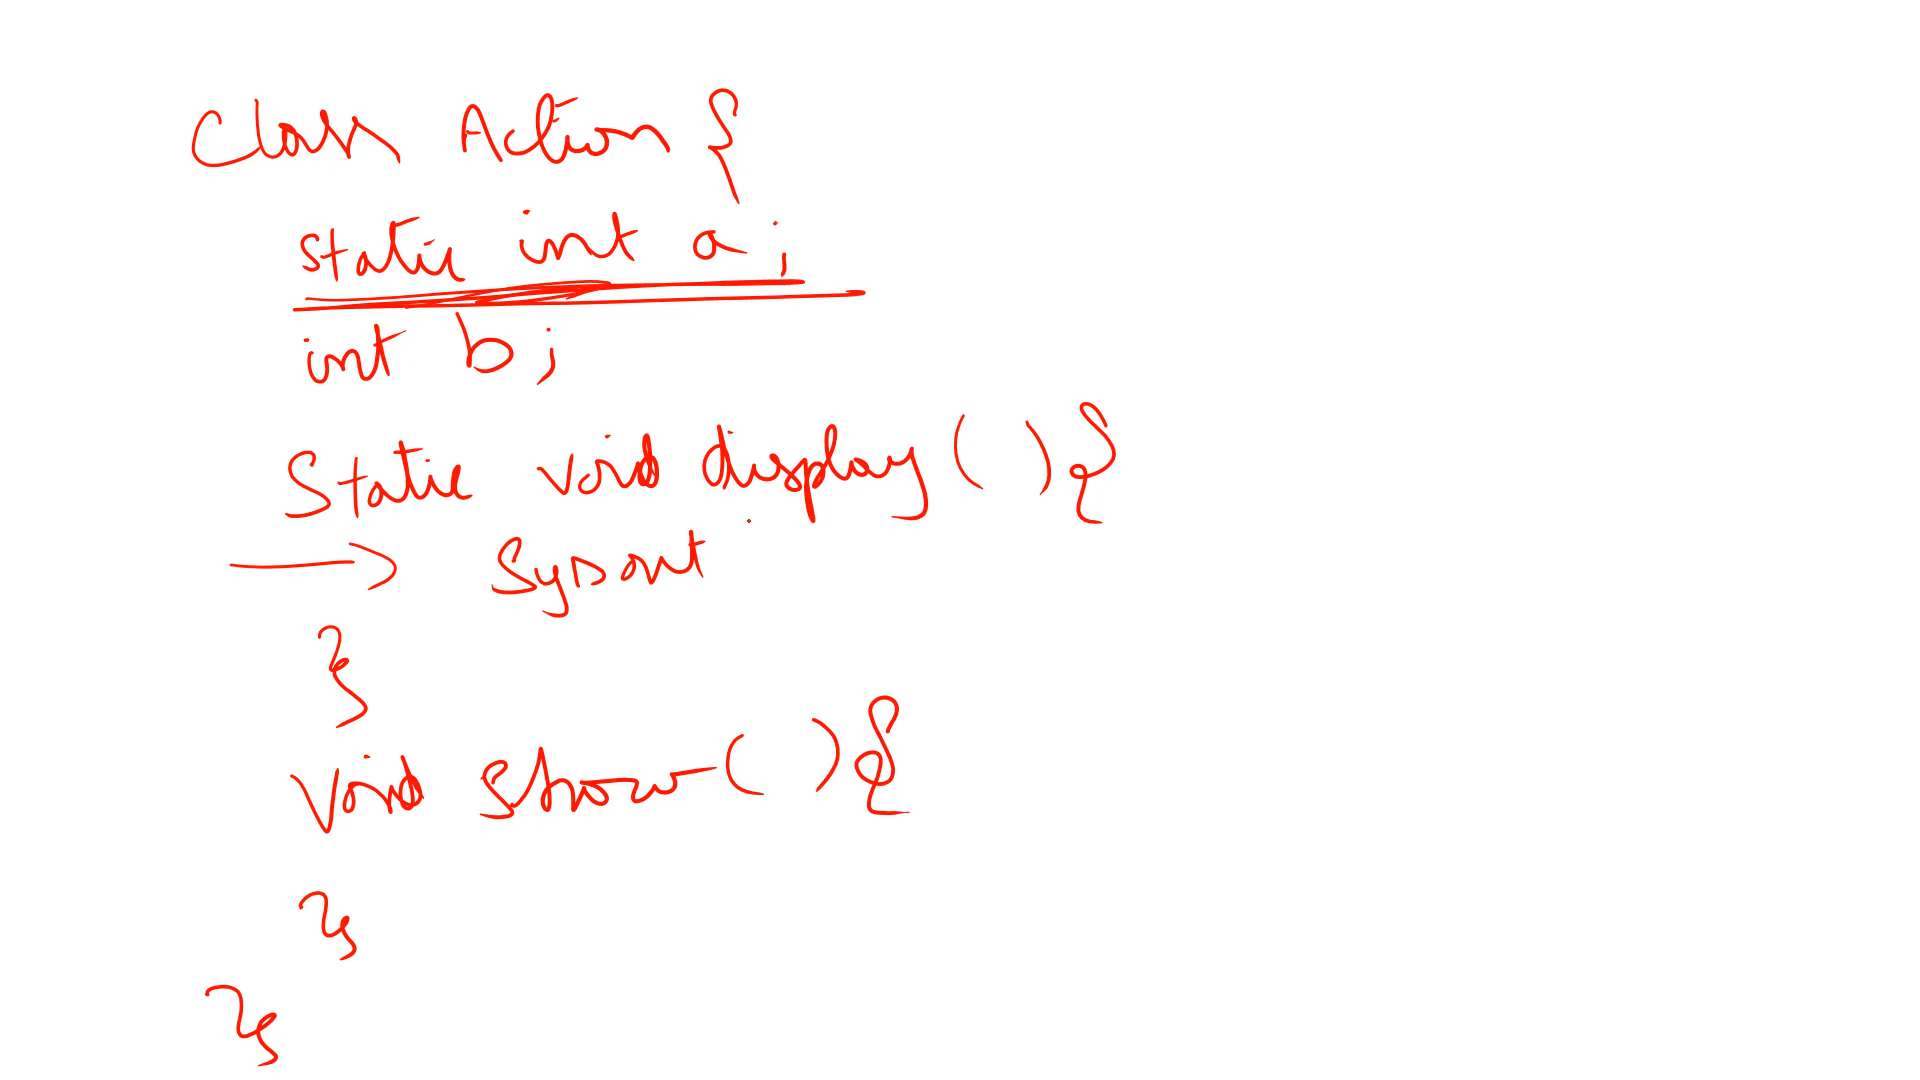 Class Action {
static int a ;
int b ;
Static void display ( ) {
Sysout
}
void show ( ) {
}
}